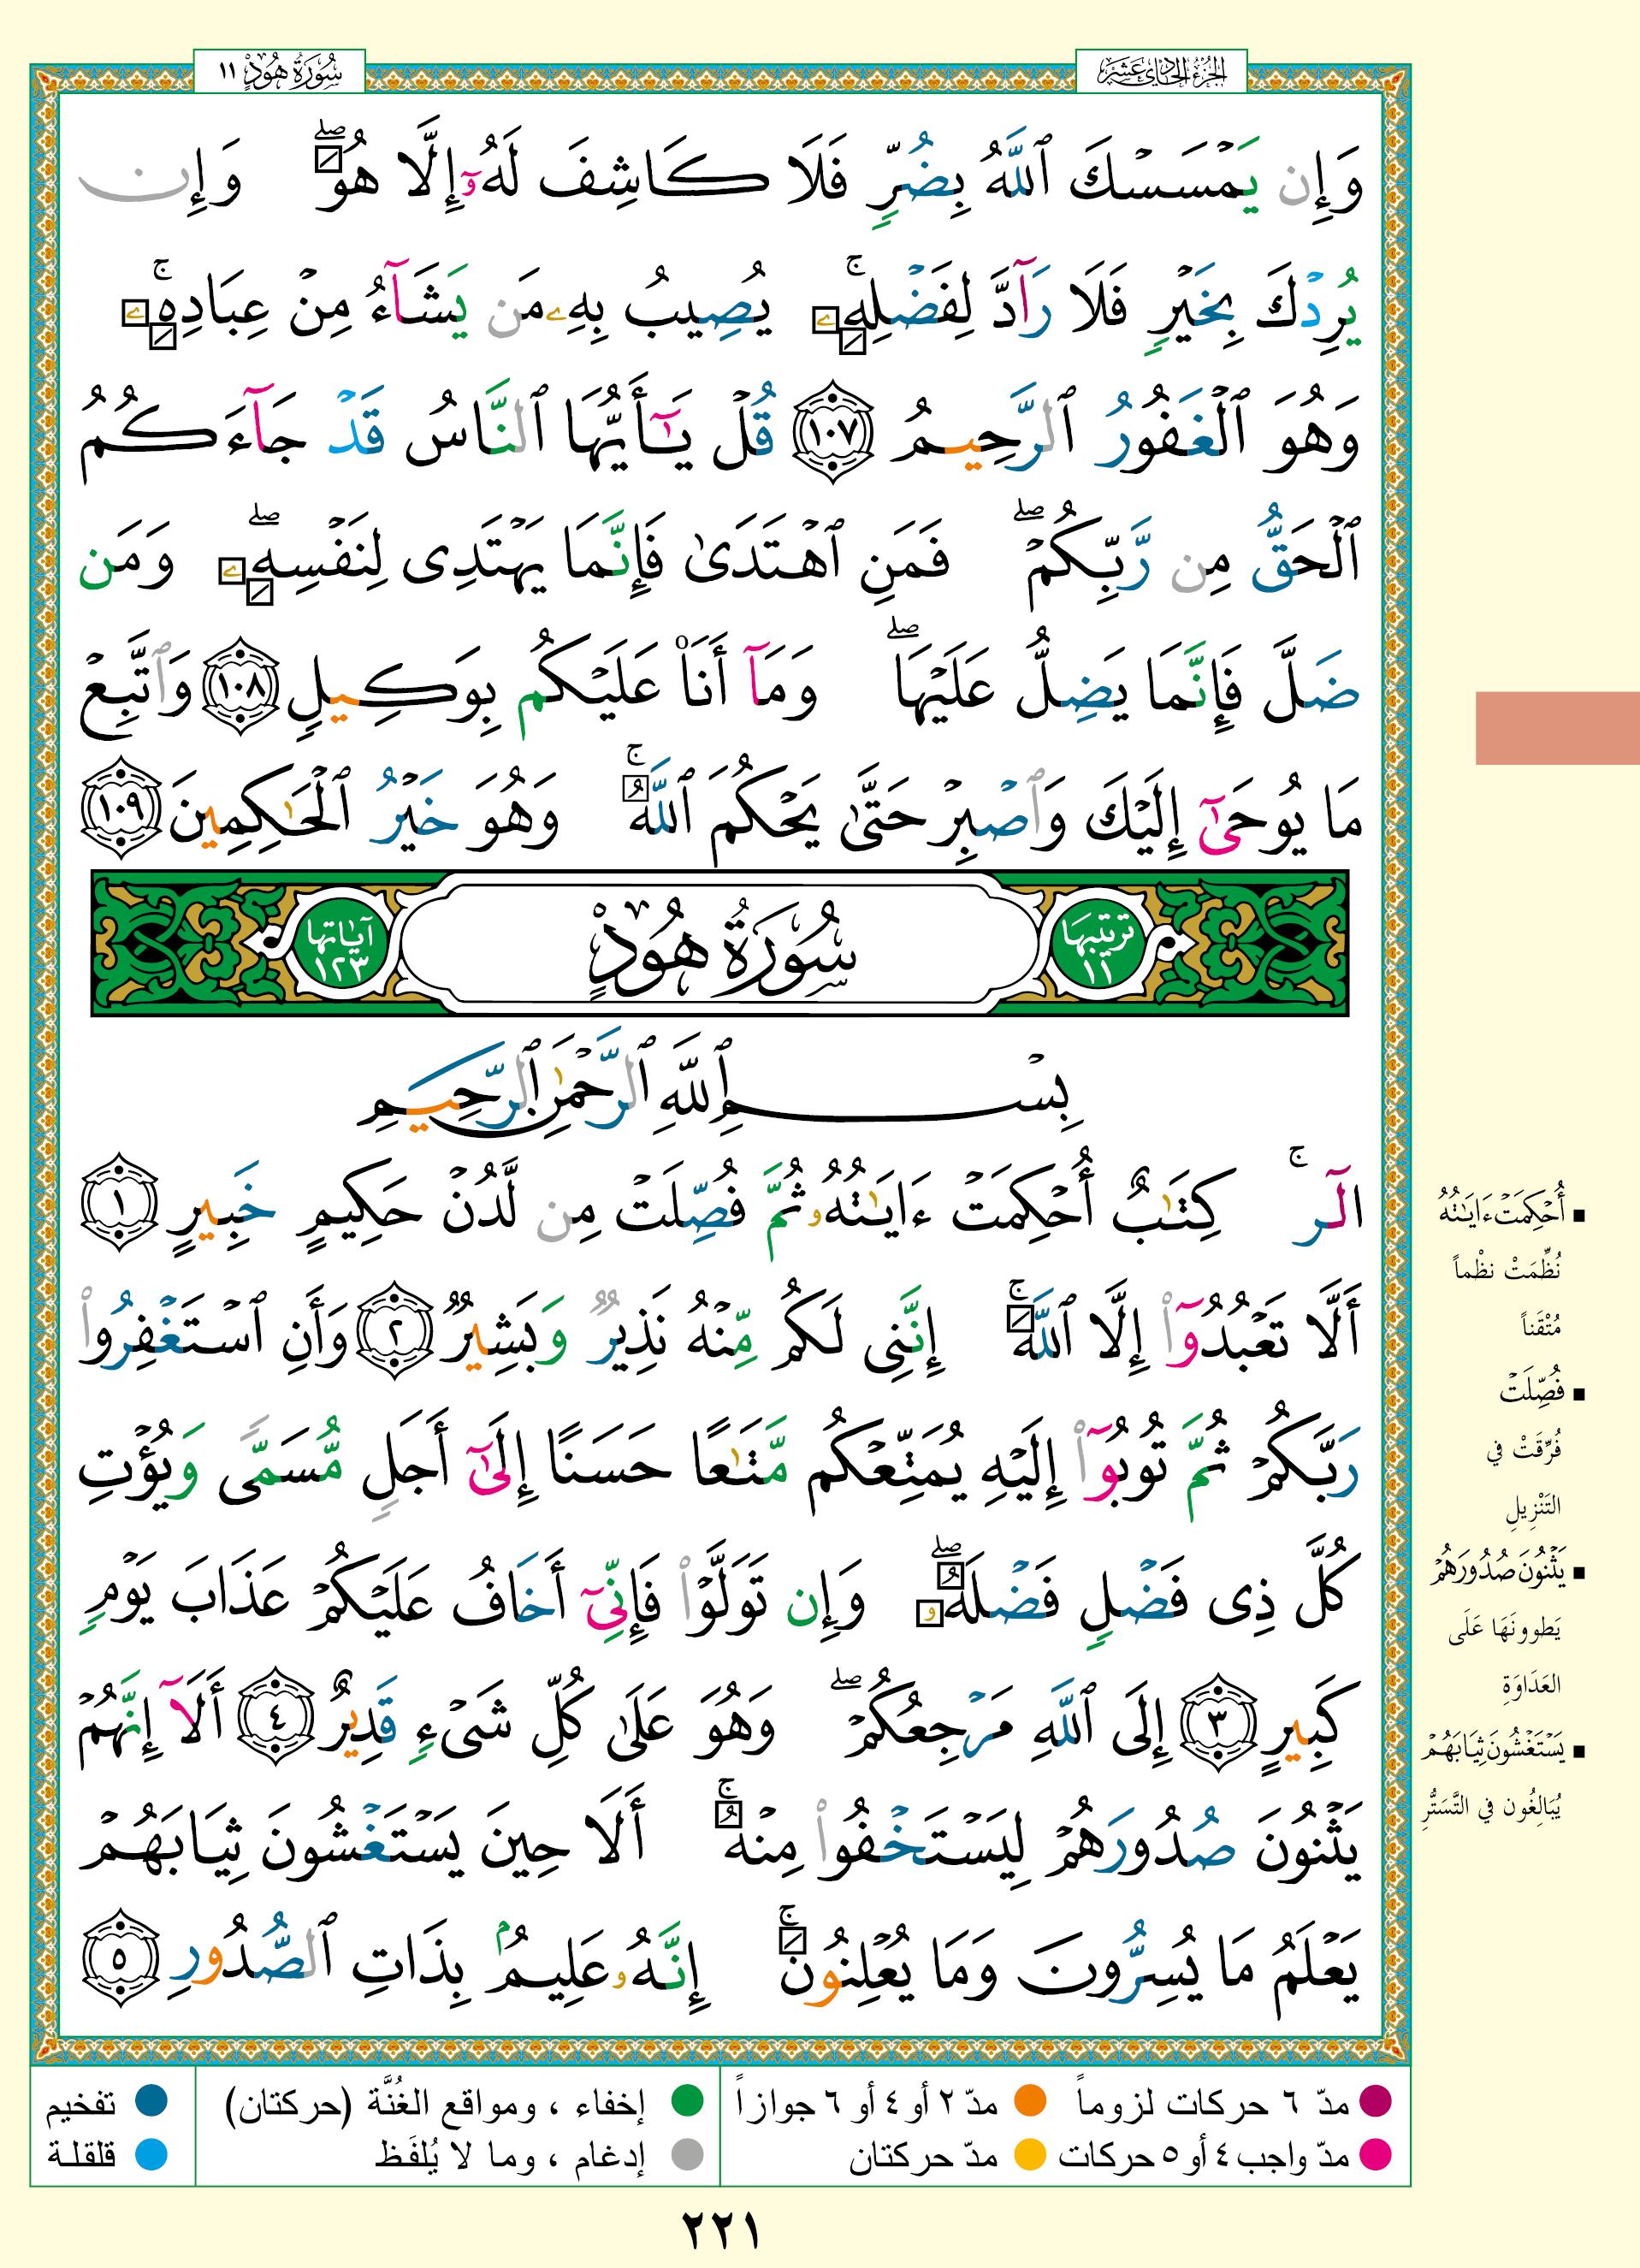 الجزء الحادي عشر
سُورَةُ هُودٍ ١١
وَإِن يَمْسَسْكَ ٱللَّهُ بِضُرٍّ فَلَا كَاشِفَ لَهُۥٓ إِلَّا هُوَ ۖ وَإِن
يُرِدْكَ بِخَيْرٍ فَلَا رَآدَّ لِفَضْلِهِۦ ۚ يُصِيبُ بِهِۦ مَن يَشَآءُ مِنْ عِبَادِهِۦ ۚ
وَهُوَ ٱلْغَفُورُ ٱلرَّحِيمُ ١٠٧ قُلْ يَٰٓأَيُّهَا ٱلنَّاسُ قَدْ جَآءَكُمُ
ٱلْحَقُّ مِن رَّبِّكُمْ ۖ فَمَنِ ٱهْتَدَىٰ فَإِنَّمَا يَهْتَدِى لِنَفْسِهِۦ ۖ وَمَن
ضَلَّ فَإِنَّمَا يَضِلُّ عَلَيْهَا ۖ وَمَآ أَنَا۠ عَلَيْكُم بِوَكِيلٍ ١٠٨ وَٱتَّبِعْ
مَا يُوحَىٰٓ إِلَيْكَ وَٱصْبِرْ حَتَّىٰ يَحْكُمَ ٱللَّهُ ۚ وَهُوَ خَيْرُ ٱلْحَٰكِمِينَ ١٠٩
ترتيبها ١١
سُورَةُ هُودٍ
آياتها ١٢٣
بِسْمِ ٱللَّهِ ٱلرَّحْمَٰنِ ٱلرَّحِيمِ
الٓر ۚ كِتَٰبٌ أُحْكِمَتْ ءَايَٰتُهُۥ ثُمَّ فُصِّلَتْ مِن لَّدُنْ حَكِيمٍ خَبِيرٍ ١
أَلَّا تَعْبُدُوٓا۟ إِلَّا ٱللَّهَ ۚ إِنَّنِى لَكُم مِّنْهُ نَذِيرٌ وَبَشِيرٌ ٢ وَأَنِ ٱسْتَغْفِرُوا۟
رَبَّكُمْ ثُمَّ تُوبُوٓا۟ إِلَيْهِ يُمَتِّعْكُم مَّتَٰعًا حَسَنًا إِلَىٰٓ أَجَلٍ مُّسَمًّى وَيُؤْتِ
كُلَّ ذِى فَضْلٍ فَضْلَهُۥ ۖ وَإِن تَوَلَّوْا۟ فَإِنِّىٓ أَخَافُ عَلَيْكُمْ عَذَابَ يَوْمٍ
كَبِيرٍ ٣ إِلَى ٱللَّهِ مَرْجِعُكُمْ ۖ وَهُوَ عَلَىٰ كُلِّ شَىْءٍ قَدِيرٌ ٤ أَلَآ إِنَّهُمْ
يَثْنُونَ صُدُورَهُمْ لِيَسْتَخْفُوا۟ مِنْهُ ۚ أَلَا حِينَ يَسْتَغْشُونَ ثِيَابَهُمْ
يَعْلَمُ مَا يُسِرُّونَ وَمَا يُعْلِنُونَ ۚ إِنَّهُۥ عَلِيمٌۢ بِذَاتِ ٱلصُّدُورِ ٥
أُحْكِمَتْ ءَايَٰتُهُ
نُظِّمَتْ نظْماً
مُتْقَناً
فُصِّلَتْ
فُرِّقَتْ في
التَنْزِيلِ
يَثْنُونَ صُدُورَهُمْ
يَطوونَهَا عَلَى
العَدَاوَةِ
يَسْتَغْشُونَ ثِيَابَهُمْ
يُبَالِغُون في التَّسَتُّرِ
مدّ ٦ حركات لزوماً
مدّ ٢ أو ٤ أو ٦ جوازاً
إخفاء ، ومواقع الغُنَّة (حركتان)
تفخيم
مدّ واجب ٤ أو ٥ حركات
مدّ حركتان
إدغام ، وما لا يُلفَظ
قلقلة
٢٢١